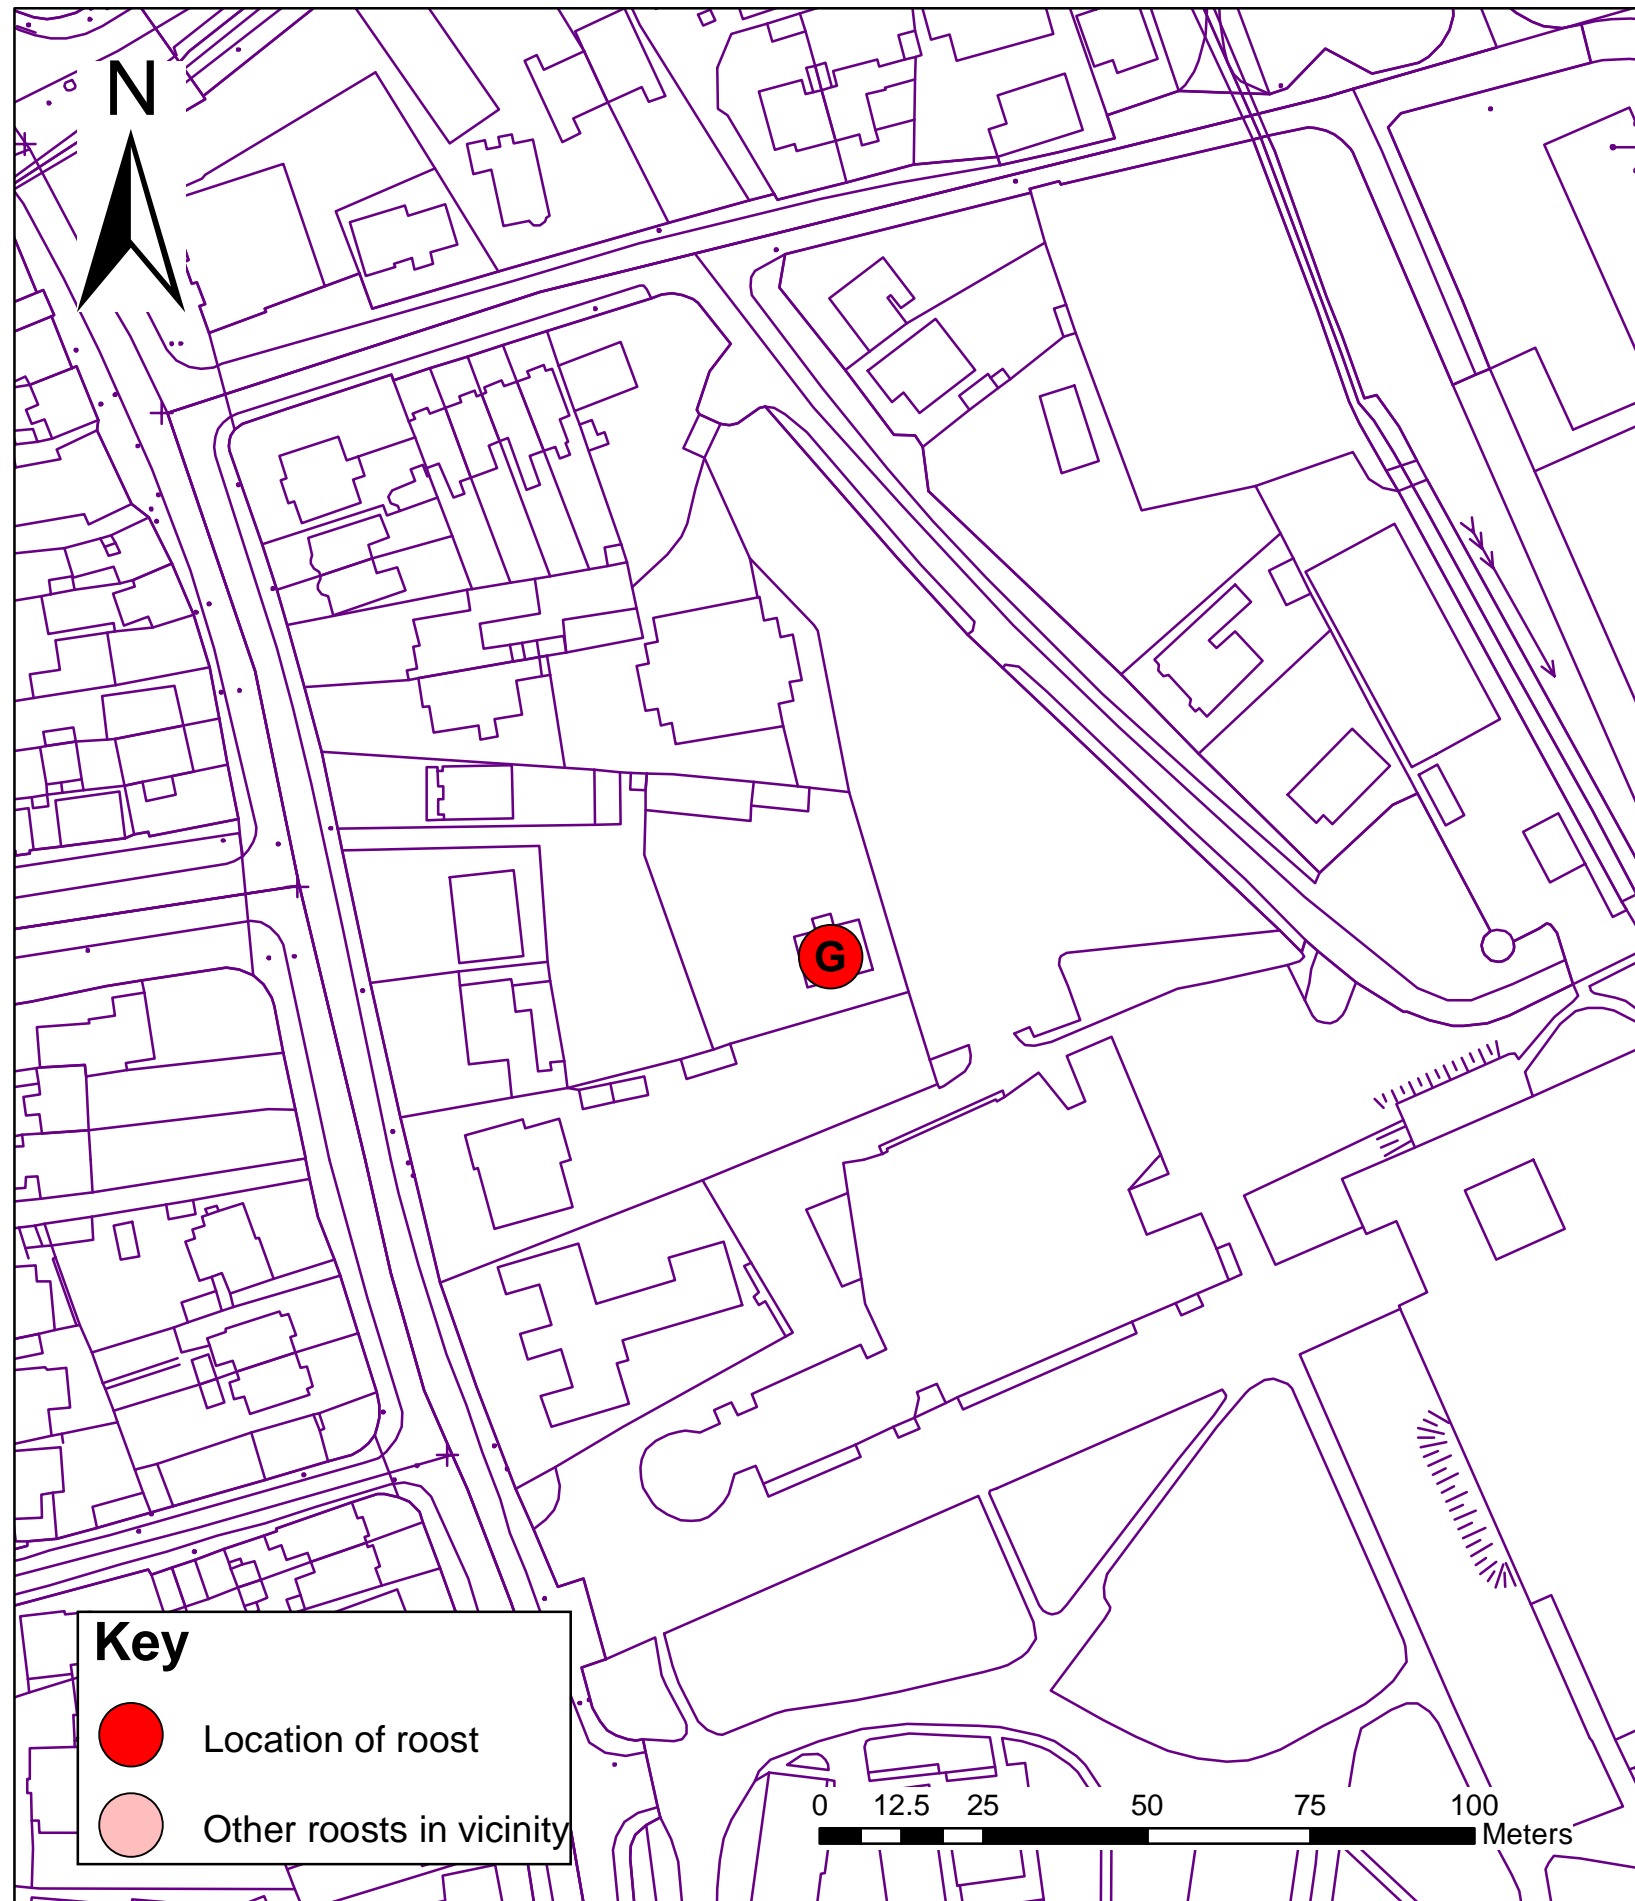 N
G
Key
Location of roost
Other roosts in vicinity
0 12.5 25 50 75 100
Meters